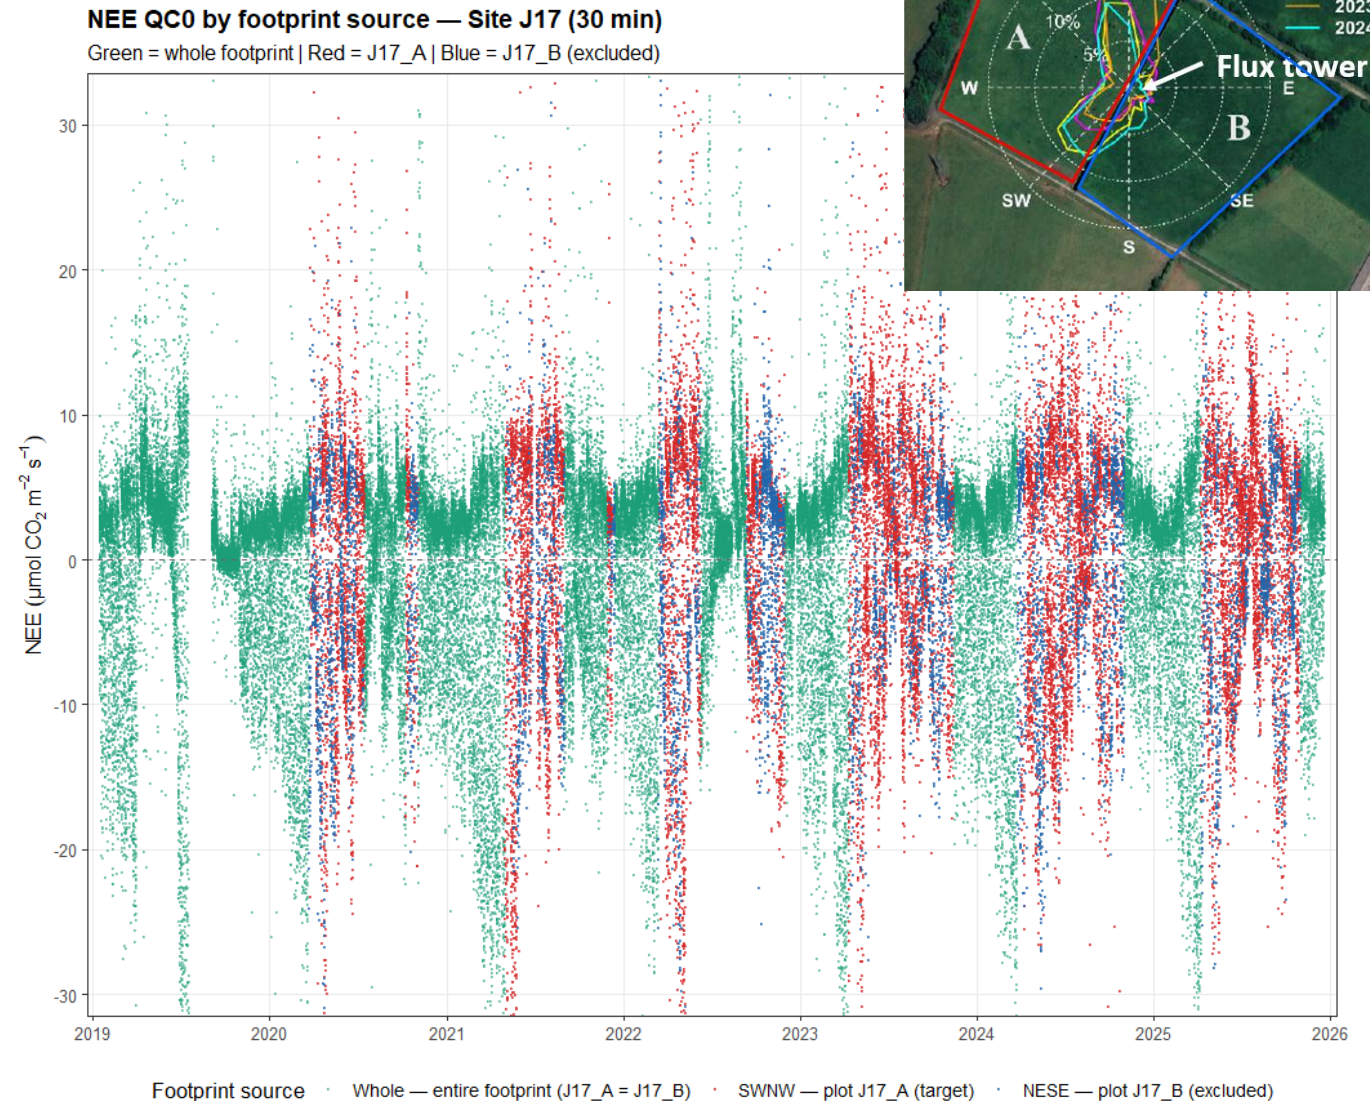 NEE QC0 by footprint source — Site J17 (30 min)
Green = whole footprint | Red = J17_A | Blue = J17_B (excluded)
2023
2024
10%
5%
A
Flux tower
W
E
B
SW
SE
S
NEE (μmol CO₂ m⁻² s⁻¹)
30
20
10
0
-10
-20
-30
2019
2020
2021
2022
2023
2024
2025
2026
Footprint source
Whole — entire footprint (J17_A = J17_B)
SWNW — plot J17_A (target)
NESE — plot J17_B (excluded)